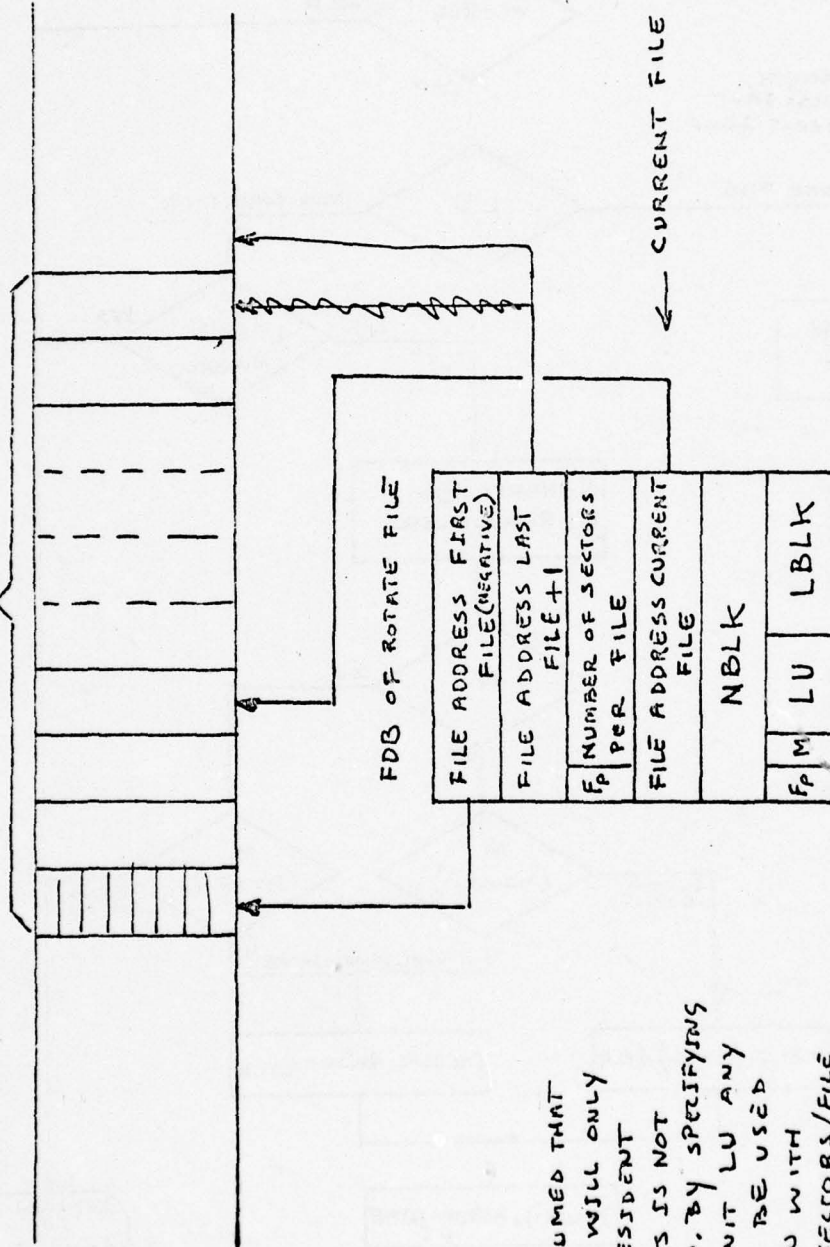 CURRENT FILE
FDB OF ROTATE FILE
FILE ADDRESS FIRST
FILE (NEGATIVE)
FILE ADDRESS LAST
FILE +1
Fp NUMBER OF SECTORS
PER FILE
FILE ADDRESS CURRENT
FILE
NBLK
Fp M LU LBLK
UMED THAT
WILL ONLY
ESIDENT
S IS NOT
. BY SPECIFYING
NIT LU ANY
BE USED
N WITH
ECTORS/FILE